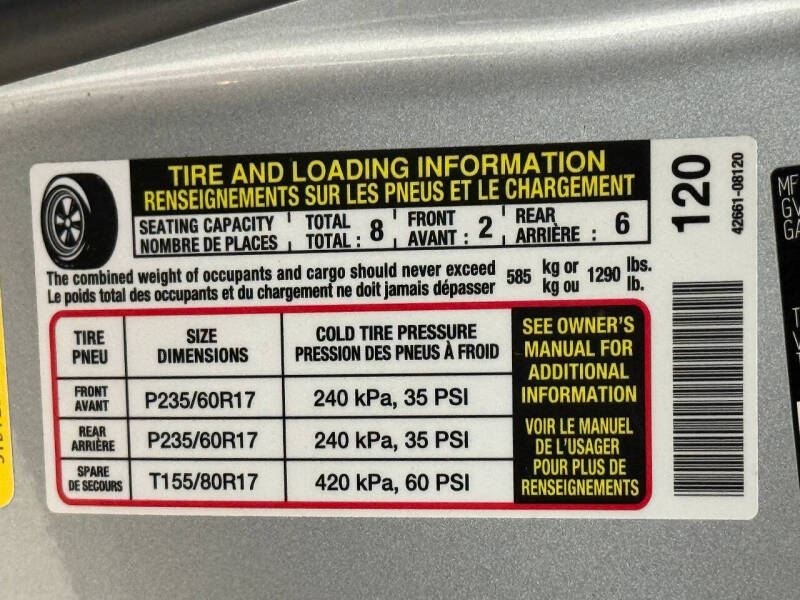 TIRE AND LOADING INFORMATION
RENSEIGNEMENTS SUR LES PNEUS ET LE CHARGEMENT
SEATING CAPACITY TOTAL 8 FRONT 2 REAR 6
NOMBRE DE PLACES TOTAL : AVANT : ARRIÈRE :
The combined weight of occupants and cargo should never exceed 585 kg or 1290 lbs.
Le poids total des occupants et du chargement ne doit jamais dépasser kg ou lb.
TIRE SIZE COLD TIRE PRESSURE
PNEU DIMENSIONS PRESSION DES PNEUS À FROID
FRONT
AVANT P235/60R17 240 kPa, 35 PSI
REAR
ARRIÈRE P235/60R17 240 kPa, 35 PSI
SPARE
DE SECOURS T155/80R17 420 kPa, 60 PSI
SEE OWNER'S
MANUAL FOR
ADDITIONAL
INFORMATION
VOIR LE MANUEL
DE L'USAGER
POUR PLUS DE
RENSEIGNEMENTS
120
42661-08120
MF
GV
GA